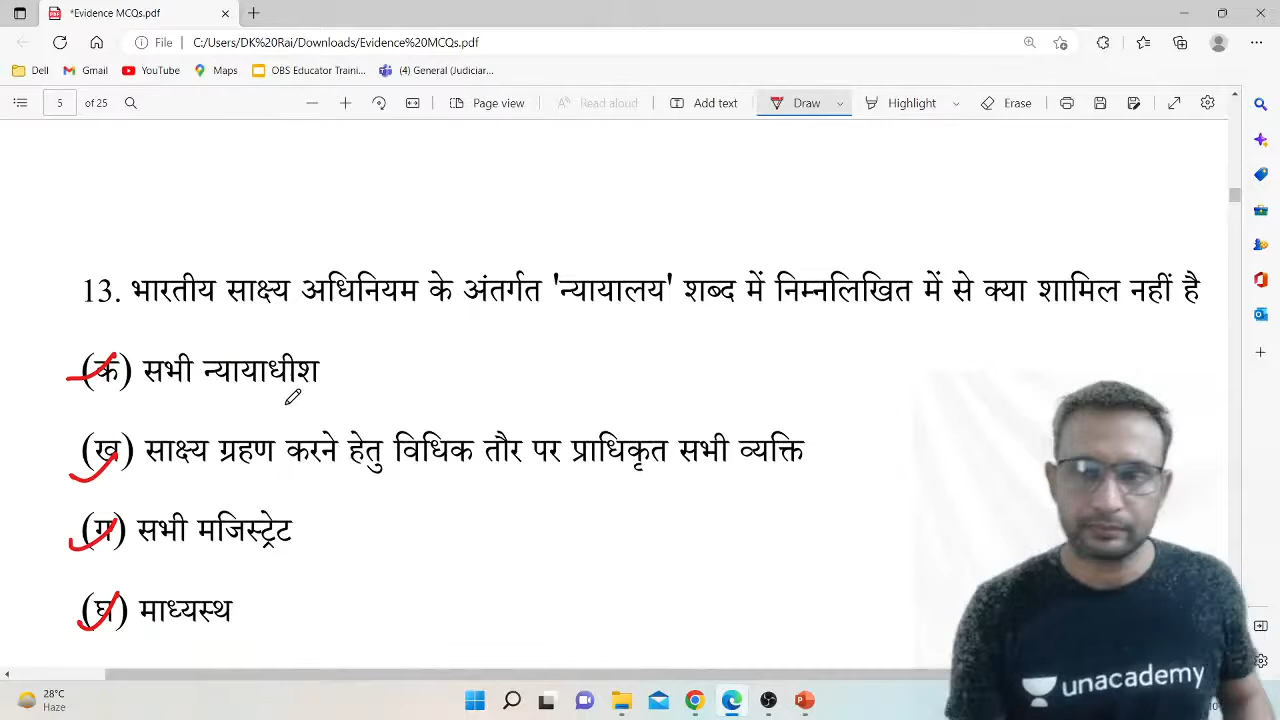 *Evidence MCQs.pdf
File C:/Users/DK%20Rai/Downloads/Evidence%20MCQs.pdf
Dell Gmail YouTube Maps OBS Educator Traini... (4) General (Judiciar...
5 of 25 Page view Read aloud Add text Draw Highlight Erase
13. भारतीय साक्ष्य अधिनियम के अंतर्गत 'न्यायालय' शब्द में निम्नलिखित में से क्या शामिल नहीं है
(क) सभी न्यायाधीश
(ख) साक्ष्य ग्रहण करने हेतु विधिक तौर पर प्राधिकृत सभी व्यक्ति
(ग) सभी मजिस्ट्रेट
(घ) माध्यस्थ
unacademy
28°C
Haze